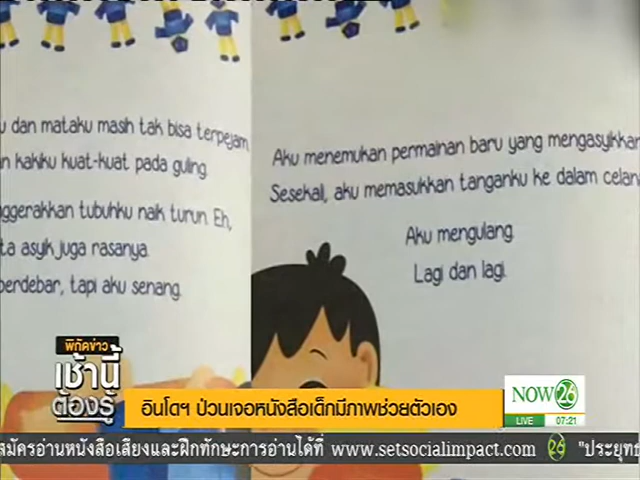 u dan mataku masih tak bisa terpejam
n kakiku kuat-kuat pada guling.
ggerakkan tubuhku naik turun. Eh,
ta asyik juga rasanya.
berdebar, tapi aku senang.
Aku menemukan permainan baru yang mengasyikkan
Sesekali, aku memasukkan tanganku ke dalam celan
Aku mengulang
Lagi dan lagi.
พิกัดข่าว
เช้านี้
ต้องรู้
อินโดฯ ป่วนเจอหนังสือเด็กมีภาพช่วยตัวเอง
NOW26
LIVE 07:21
สมัครอ่านหนังสือเสียงและฝึกทักษะการอ่านได้ที่ www.setsocialimpact.com 26 "ประยุทธ